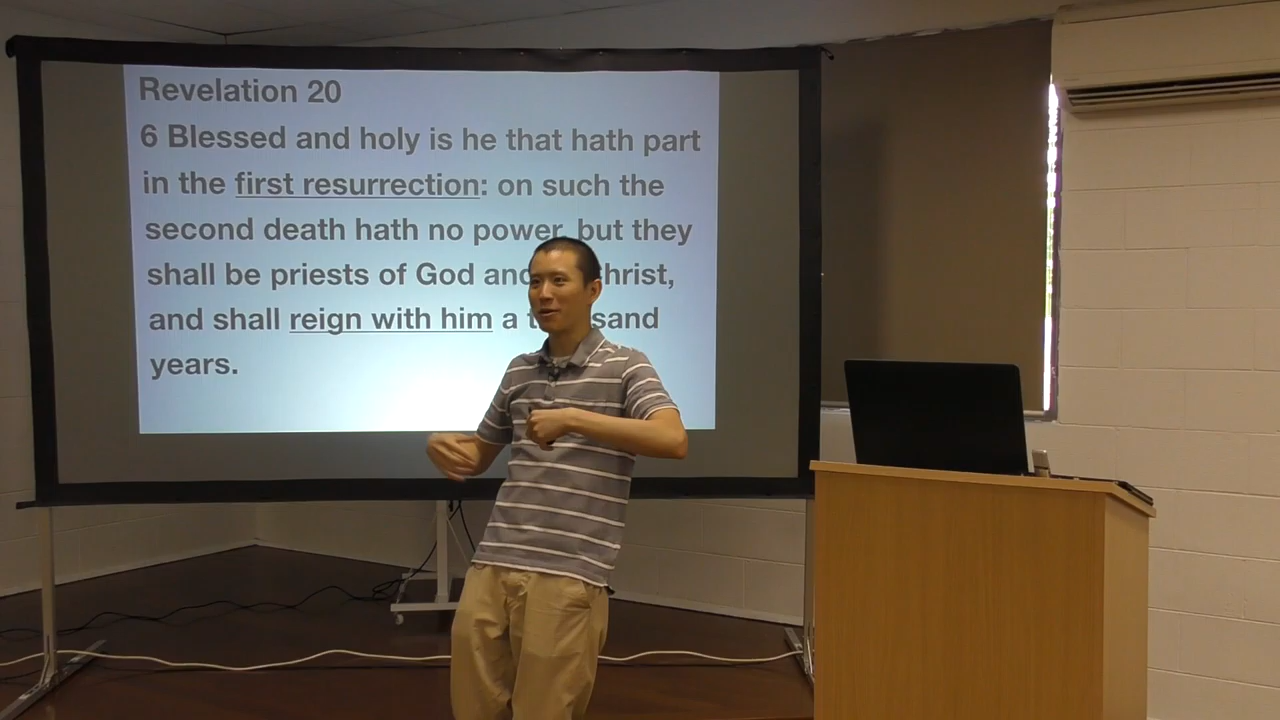 Revelation 20
6 Blessed and holy is he that hath part
in the first resurrection: on such the
second death hath no power, but they
shall be priests of God and Christ,
and shall reign with him a thousand
years.